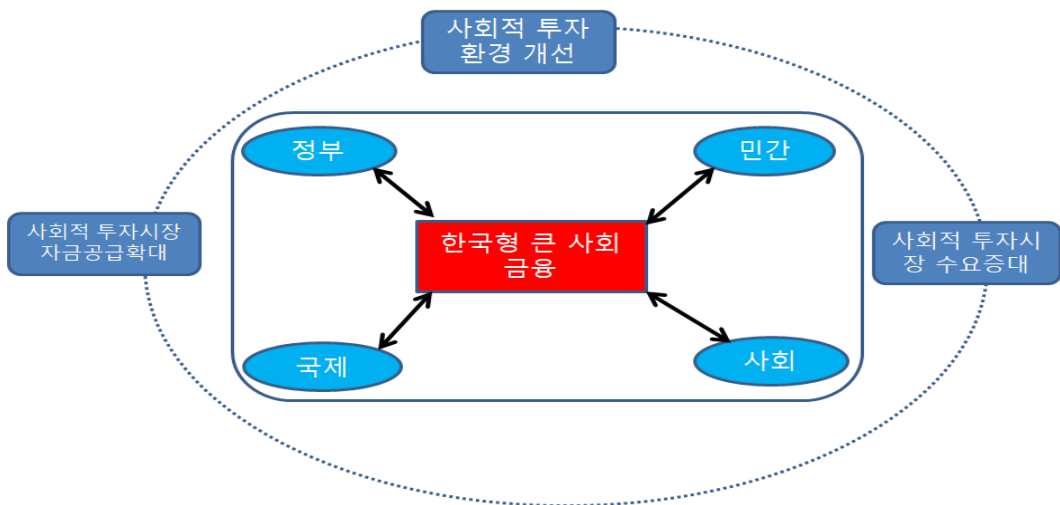 사회적 투자
환경 개선
정부
민간
사회적 투자시장
자금공급확대
한국형 큰 사회
금융
사회적 투자시
장 수요증대
국제
사회